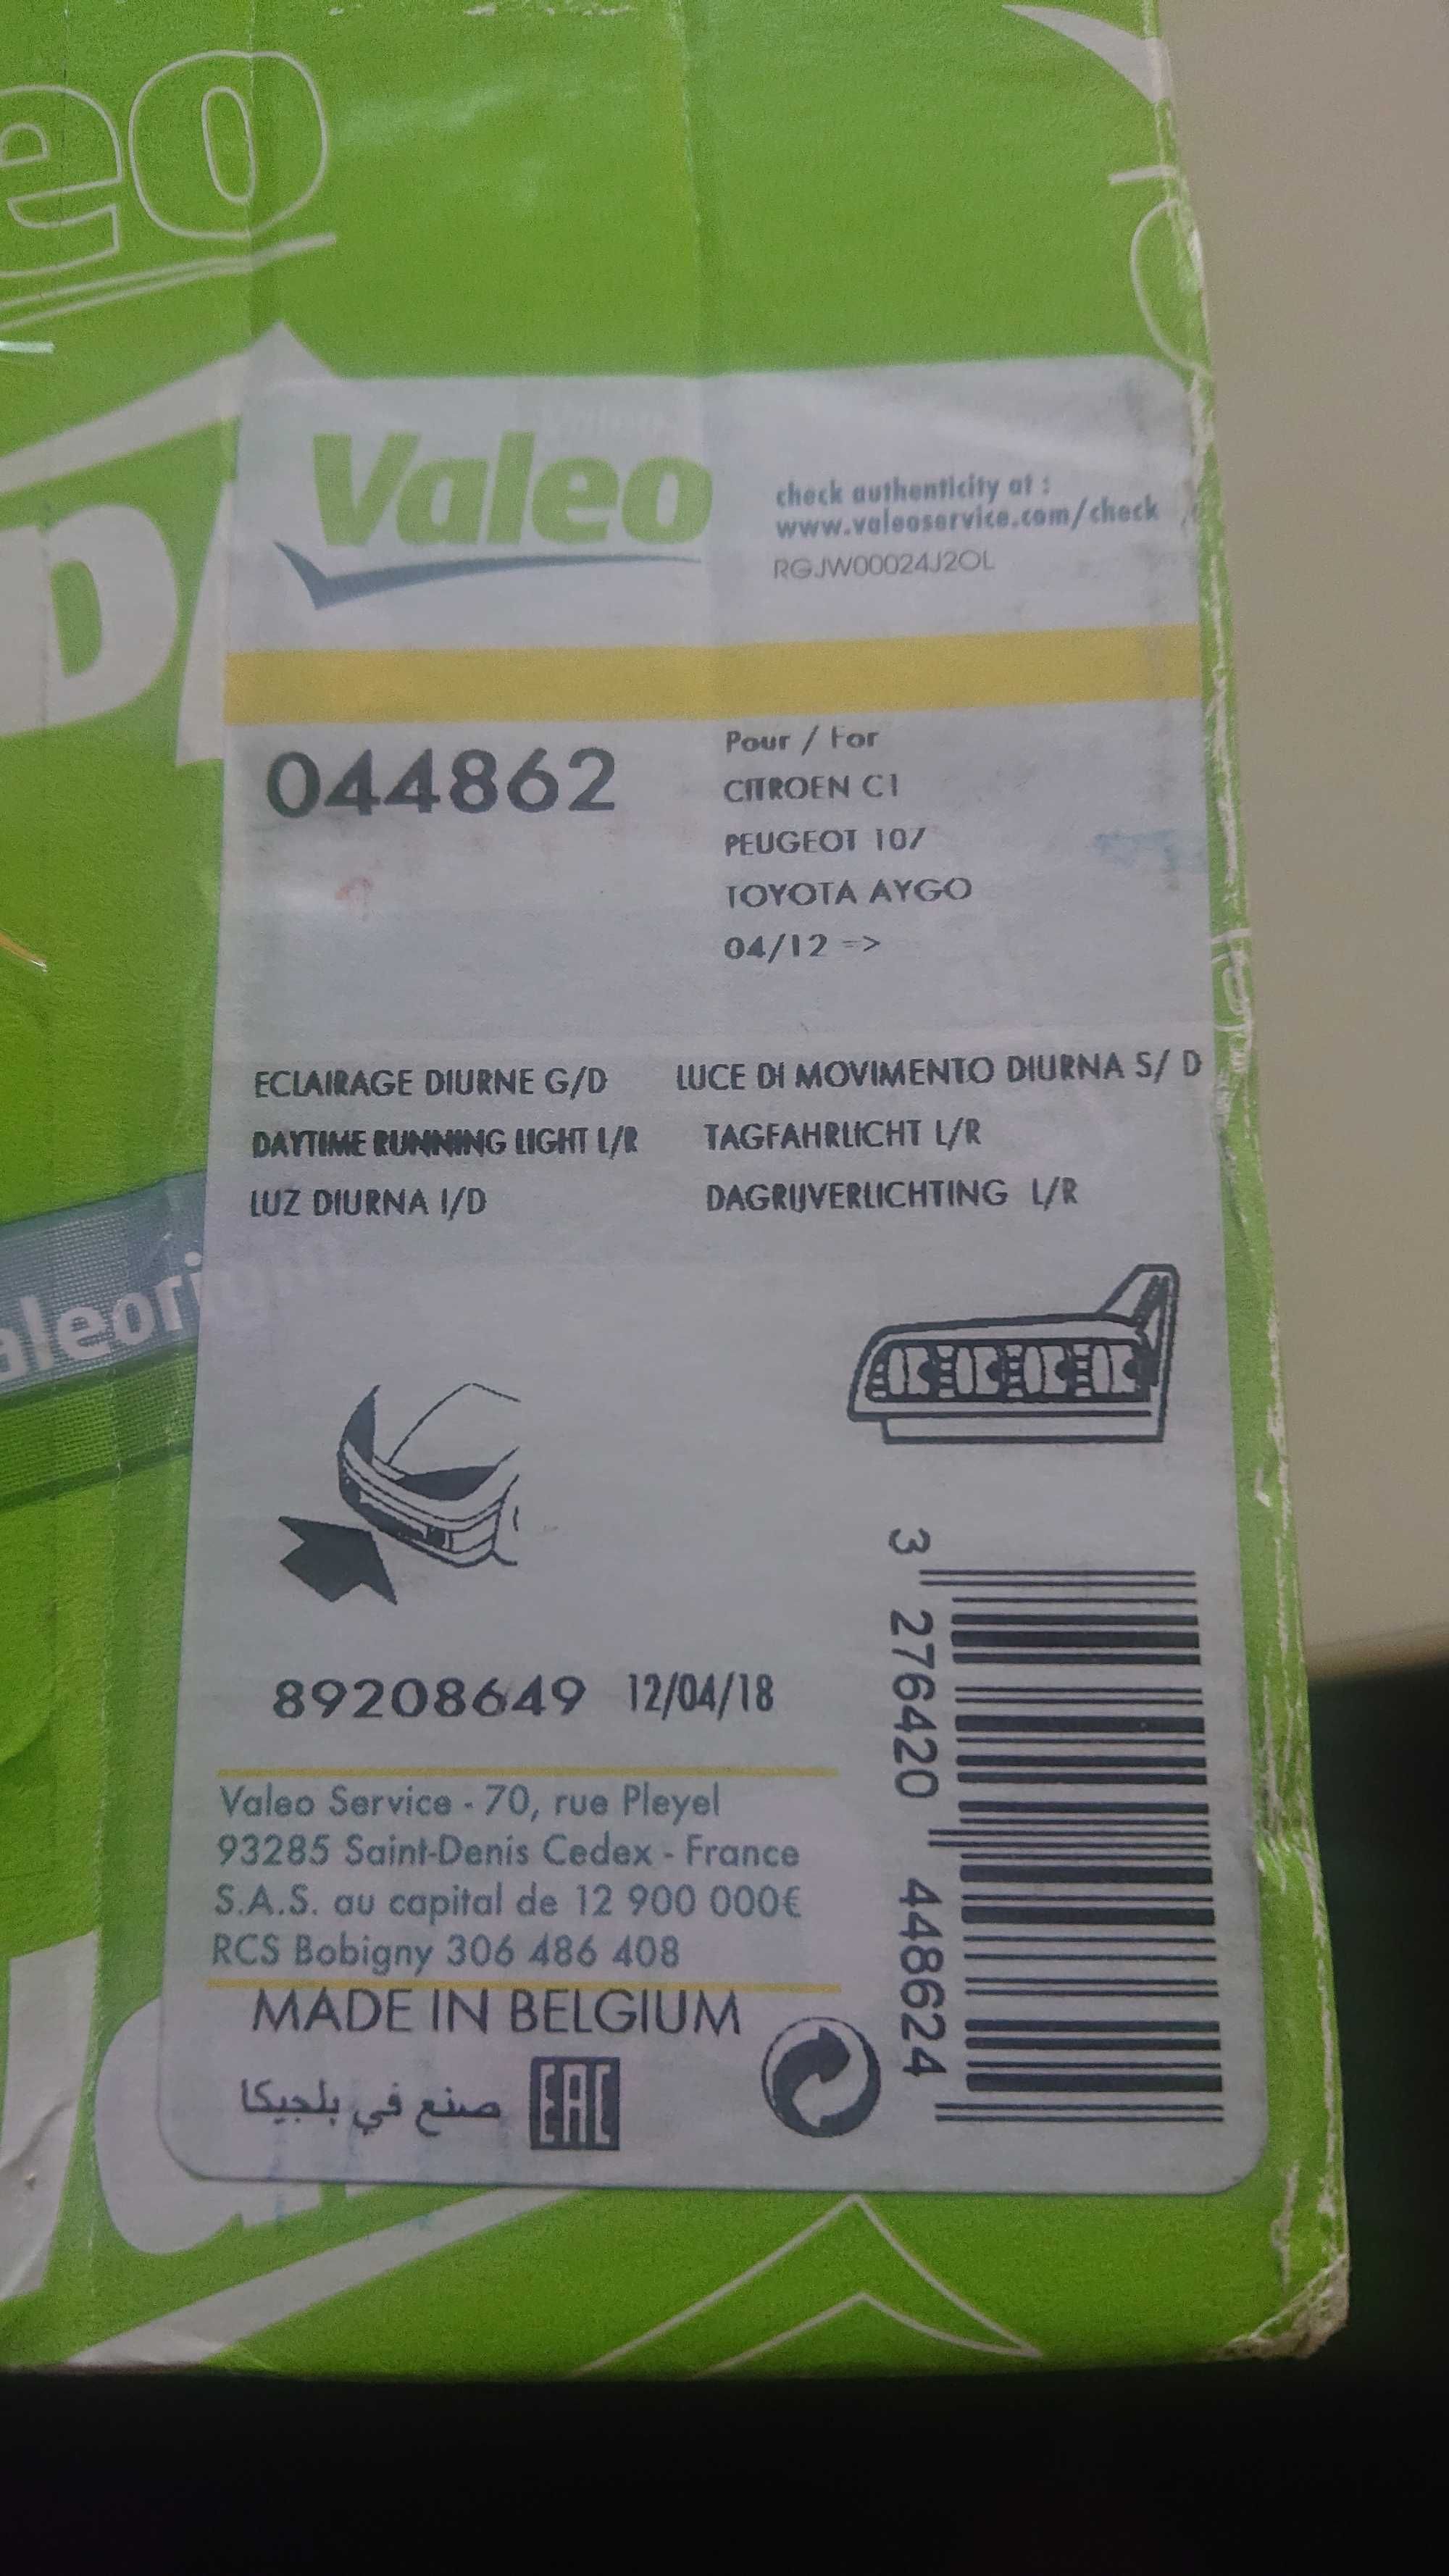 eo
Valeo
check authenticity at :
www.valeoservice.com/check
RGJW00024J2OL
044862
Pour / For
CITROEN C1
PEUGEOT 107
TOYOTA AYGO
04/12 =>
ECLAIRAGE DIURNE G/D
LUCE DI MOVIMENTO DIURNA S/ D
DAYTIME RUNNING LIGHT L/R
TAGFAHRLICHT L/R
LUZ DIURNA I/D
DAGRIJVERLICHTING L/R
aleori
89208649 12/04/18
3 276420 448624
Valeo Service - 70, rue Pleyel
93285 Saint-Denis Cedex - France
S.A.S. au capital de 12 900 000€
RCS Bobigny 306 486 408
MADE IN BELGIUM
صنع في بلجيكا
EAC